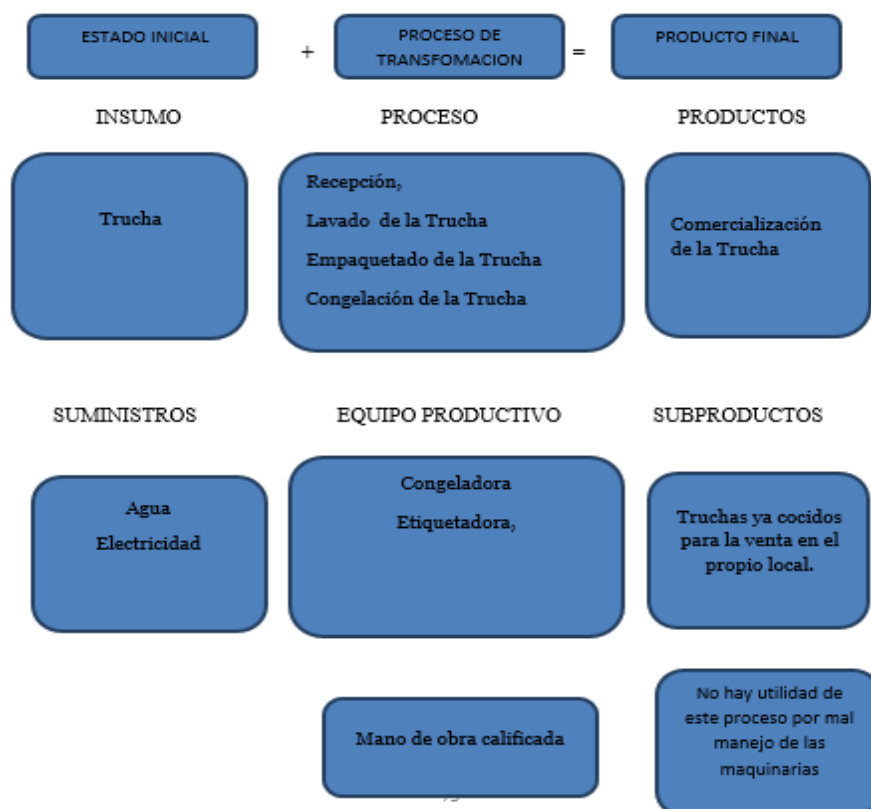 ESTADO INICIAL
+
PROCESO DE
TRANSFOMACION
=
PRODUCTO FINAL
INSUMO
PROCESO
PRODUCTOS
Trucha
Recepción,
Lavado de la Trucha
Empaquetado de la Trucha
Congelación de la Trucha
Comercialización
de la Trucha
SUMINISTROS
EQUIPO PRODUCTIVO
SUBPRODUCTOS
Agua
Electricidad
Congeladora
Etiquetadora,
Truchas ya cocidos
para la venta en el
propio local.
Mano de obra calificada
No hay utilidad de
este proceso por mal
manejo de las
maquinarias